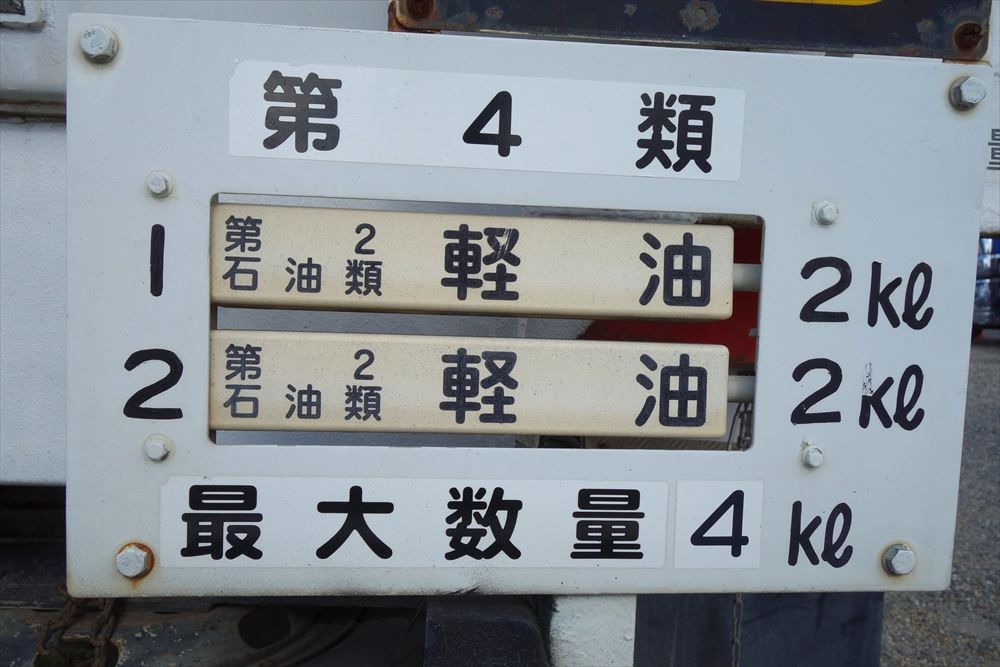 第4類
1 第2石油類 軽油 2kℓ
2 第2石油類 軽油 2kℓ
最大数量 4kℓ